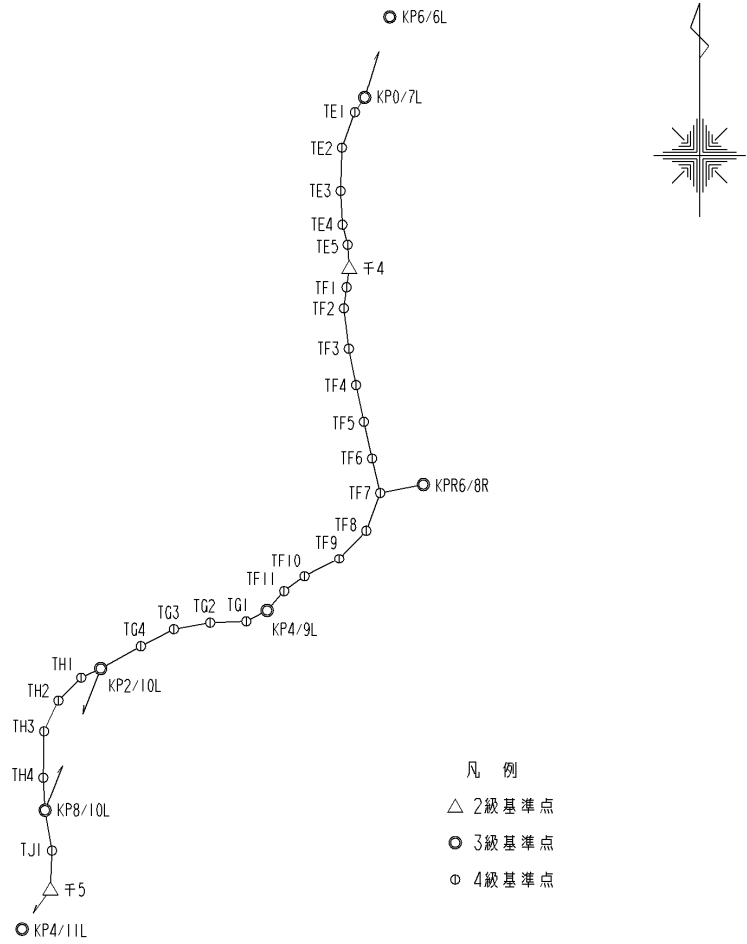 KP6/6L
KP0/7L
TE1
TE2
TE3
TE4
TE5
千4
TF1
TF2
TF3
TF4
TF5
TF6
TF7
KPR6/8R
TF8
TF9
TF10
TF11
KP4/9L
TG1
TG2
TG3
TG4
KP2/10L
TH1
TH2
TH3
TH4
KP8/10L
TJ1
千5
KP4/11L
凡 例
2級基準点
3級基準点
4級基準点